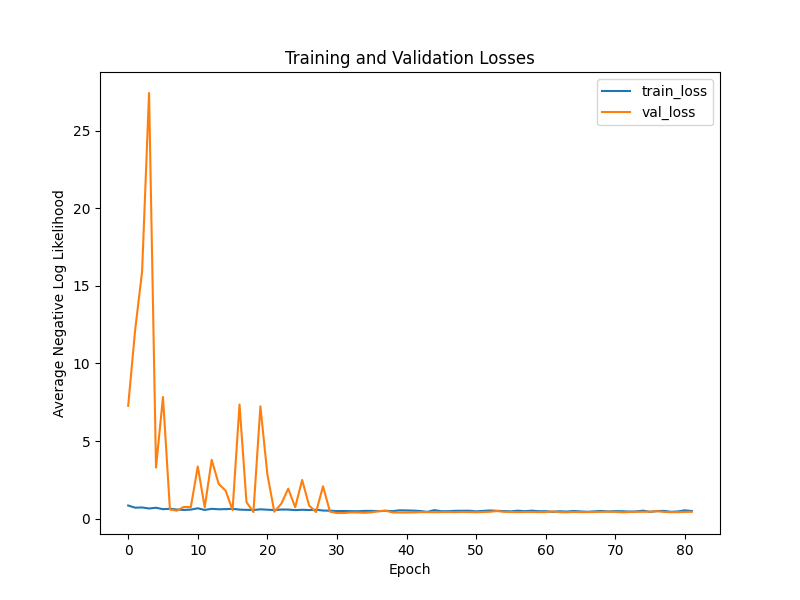 Training and Validation Losses
train_loss
val_loss
Average Negative Log Likelihood
25
20
15
10
5
0
0 10 20 30 40 50 60 70 80
Epoch